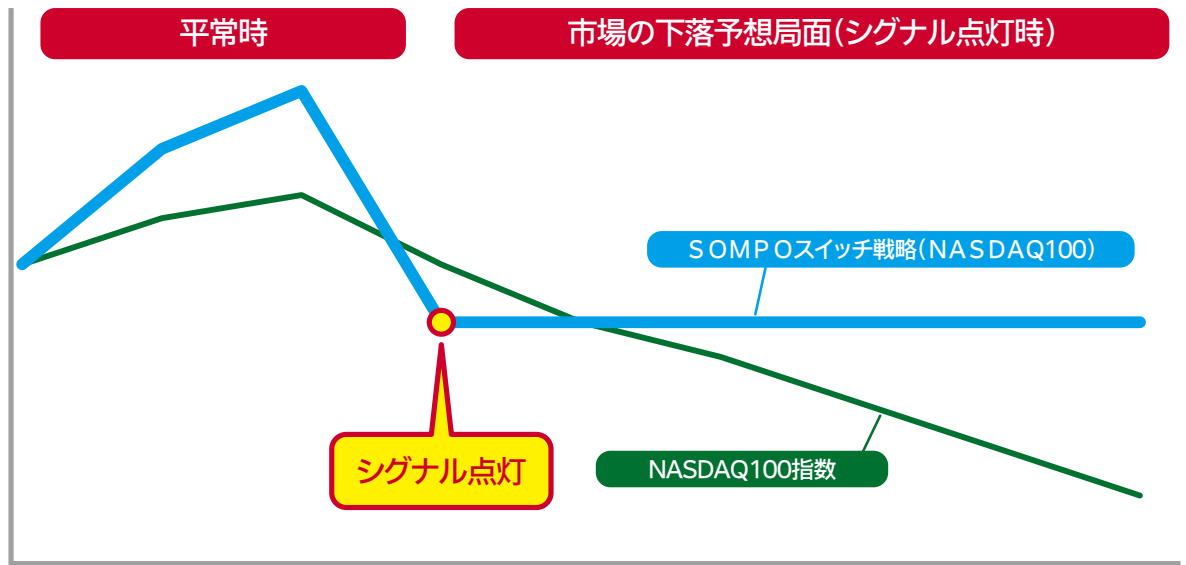 平常時
市場の下落予想局面(シグナル点灯時)
SOMPOスイッチ戦略(NASDAQ100)
シグナル点灯
NASDAQ100指数